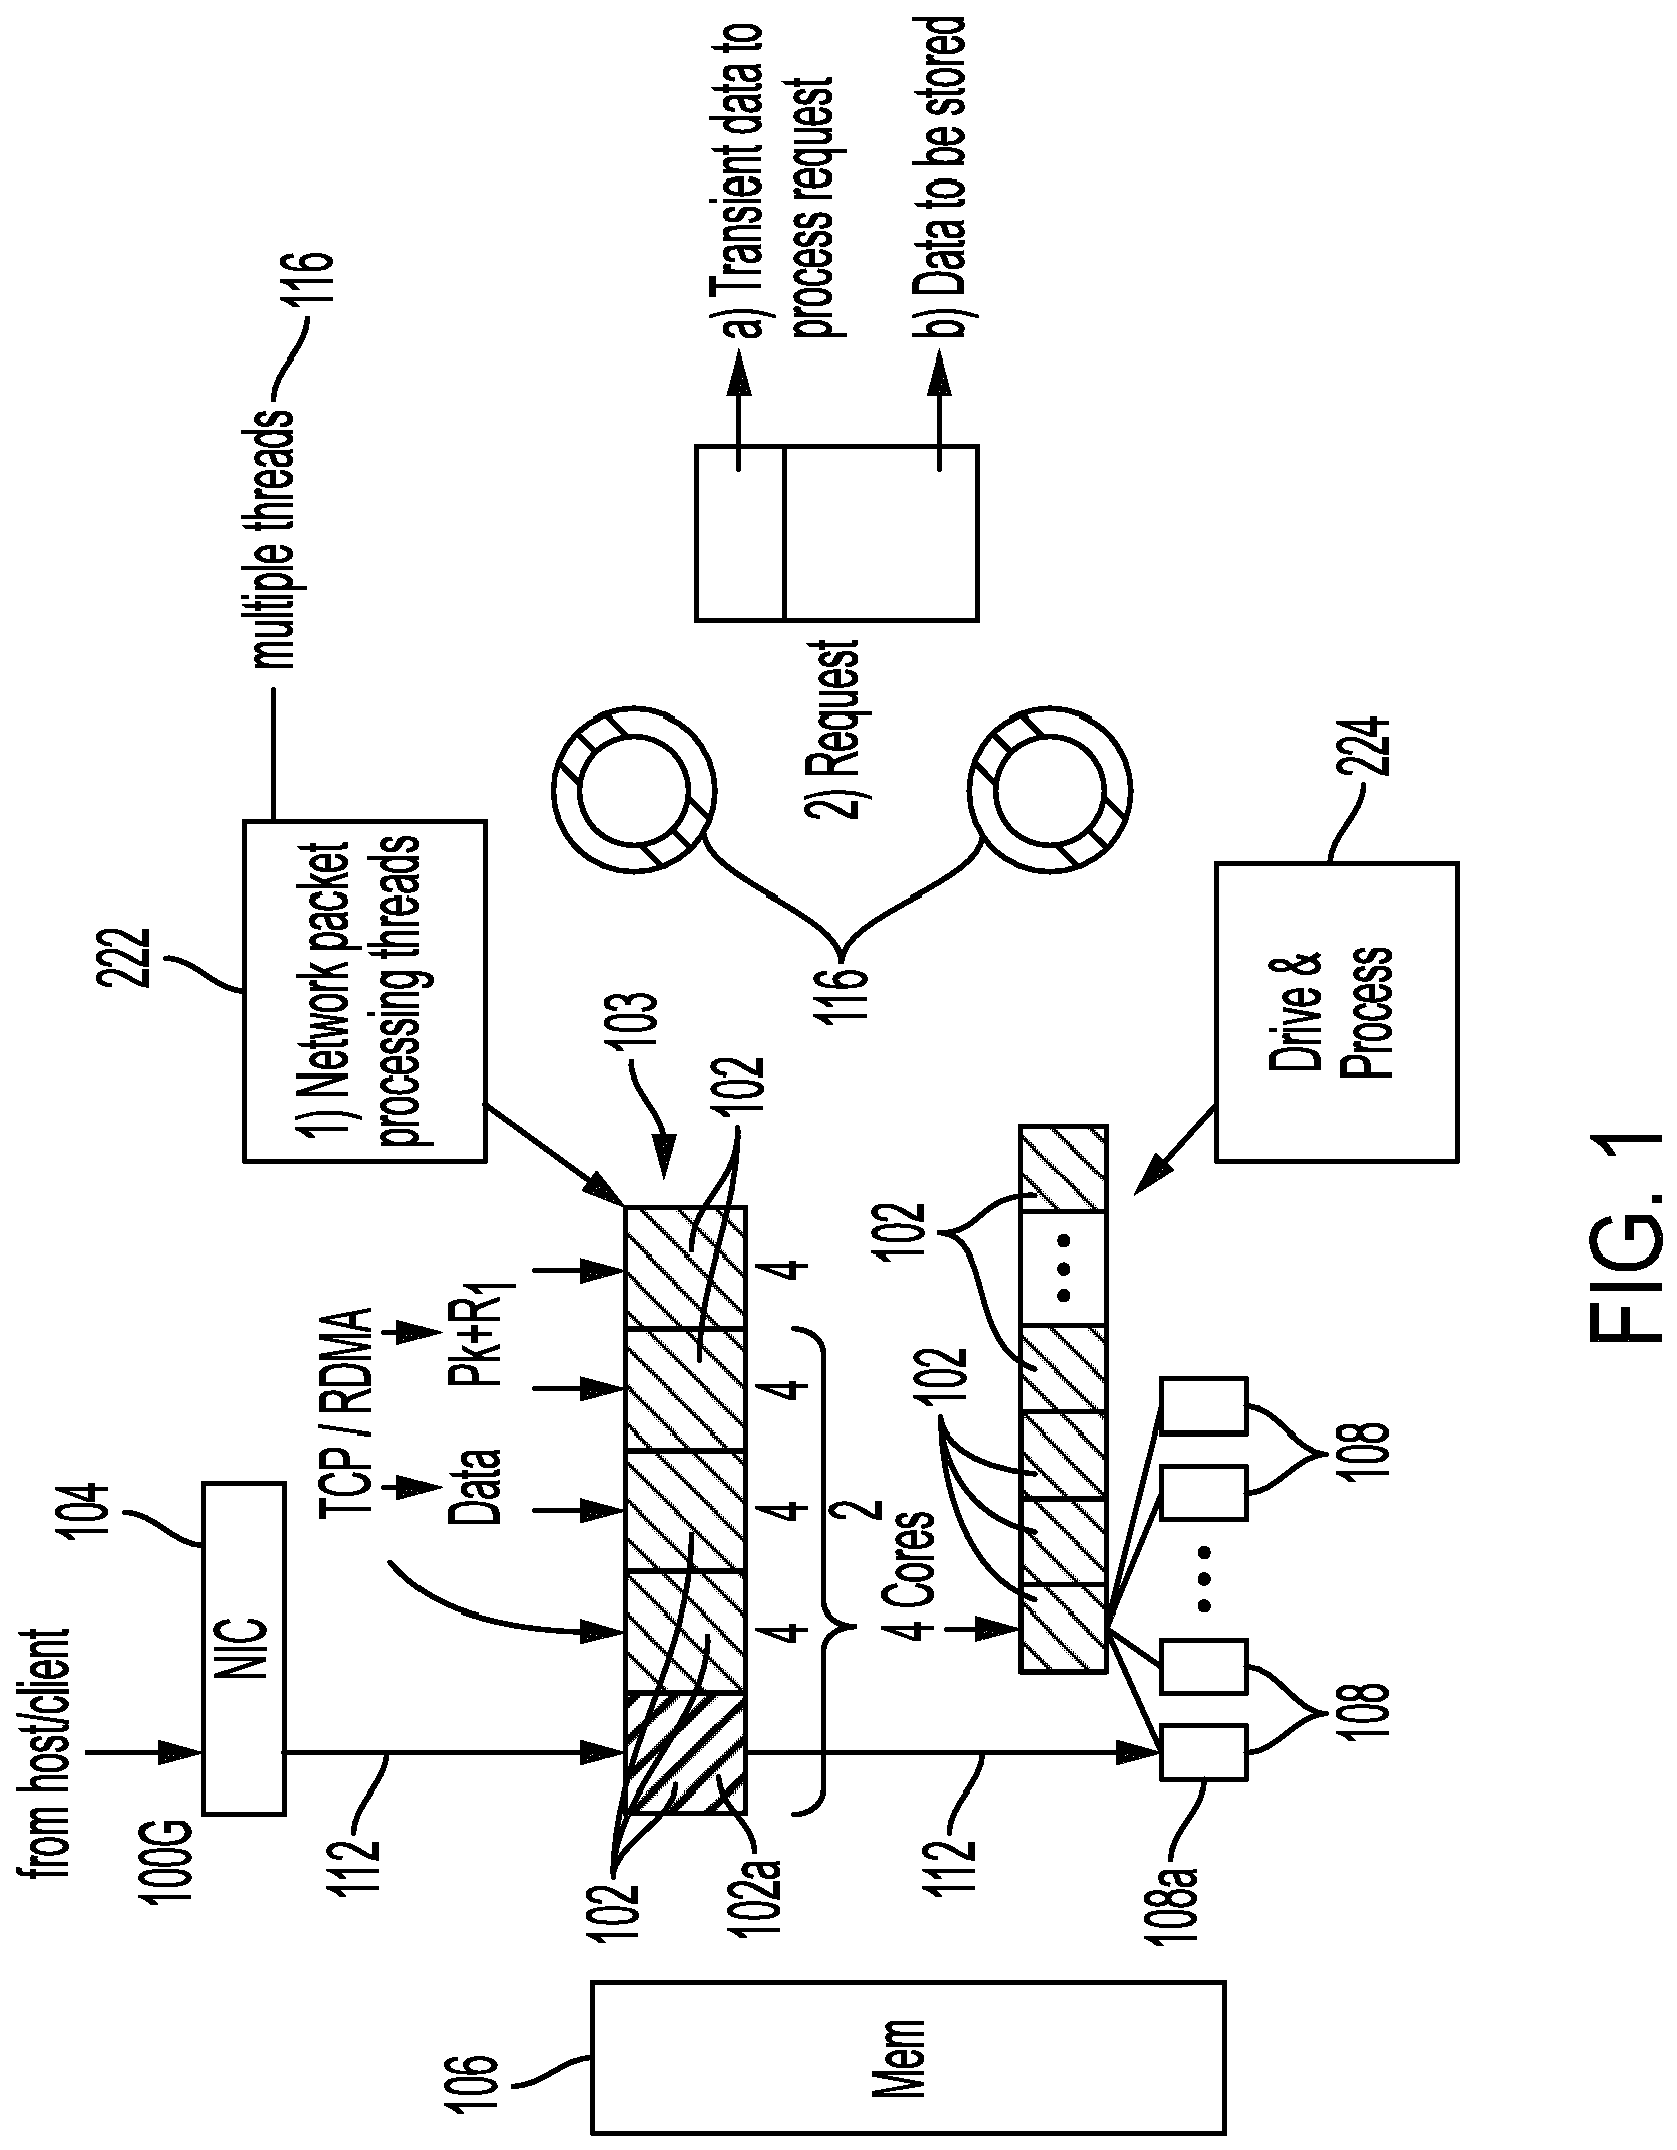 from host/client
100G
NIC
104
112
TCP / RDMA
Data
Pk+R1
222
1) Network packet
processing threads
multiple threads
116
102
102a
103
102
4
4
4
4
2
116
2) Request
a) Transient data to
process request
b) Data to be stored
106
Mem
112
4 Cores
102
102
108a
108
108
Drive &
Process
224
FIG. 1